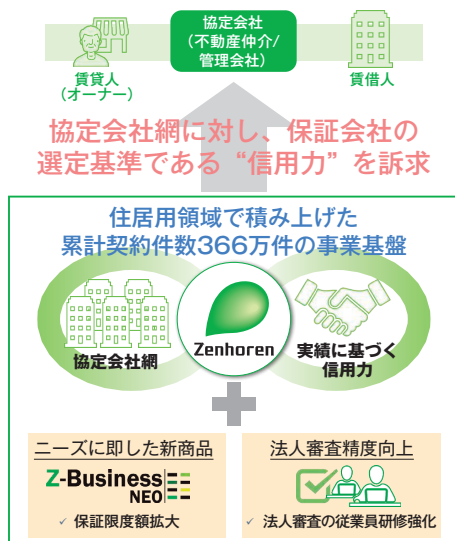 協定会社
(不動産仲介/
管理会社)
賃貸人
(オーナー)
賃借人
協定会社網に対し、保証会社の
選定基準である“信用力”を訴求
住居用領域で積み上げた
累計契約件数366万件の事業基盤
協定会社網
Zenhoren
実績に基づく
信用力
ニーズに即した新商品
Z-Business
NEO
✓ 保証限度額拡大
法人審査精度向上
✓ 法人審査の従業員研修強化